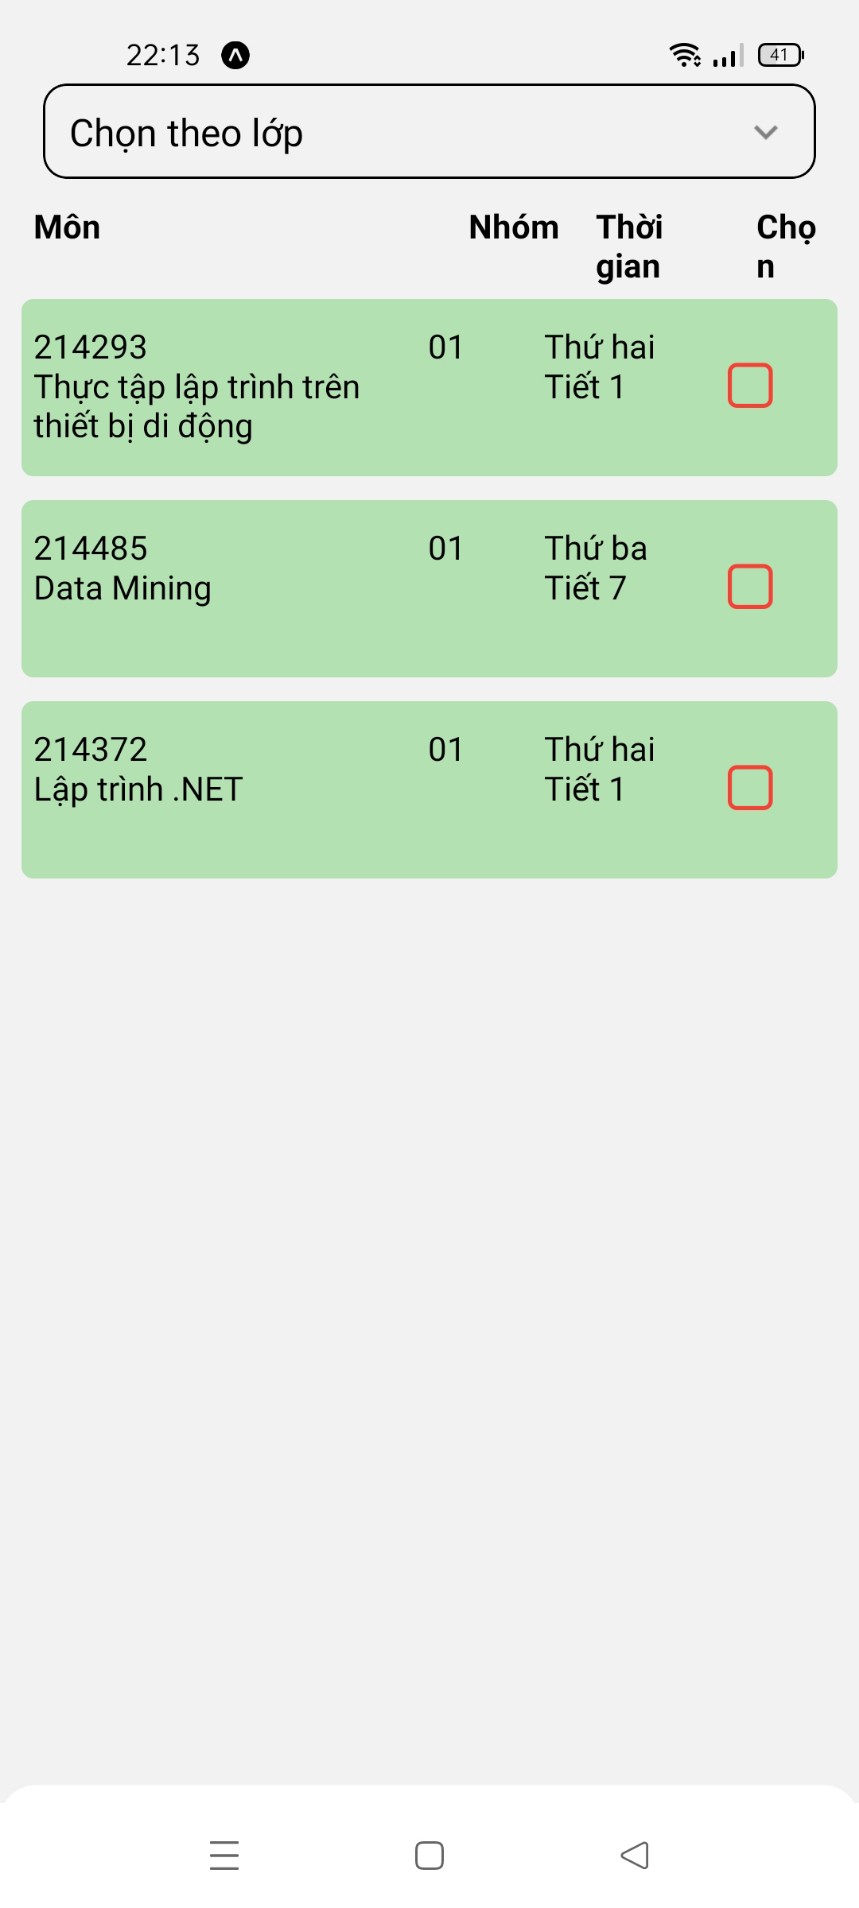 22:13
41
Chọn theo lớp
Môn Nhóm Thời gian Chọ
n
214293 01 Thứ hai
Thực tập lập trình trên Tiết 1
thiết bị di động
214485 01 Thứ ba
Data Mining Tiết 7
214372 01 Thứ hai
Lập trình .NET Tiết 1